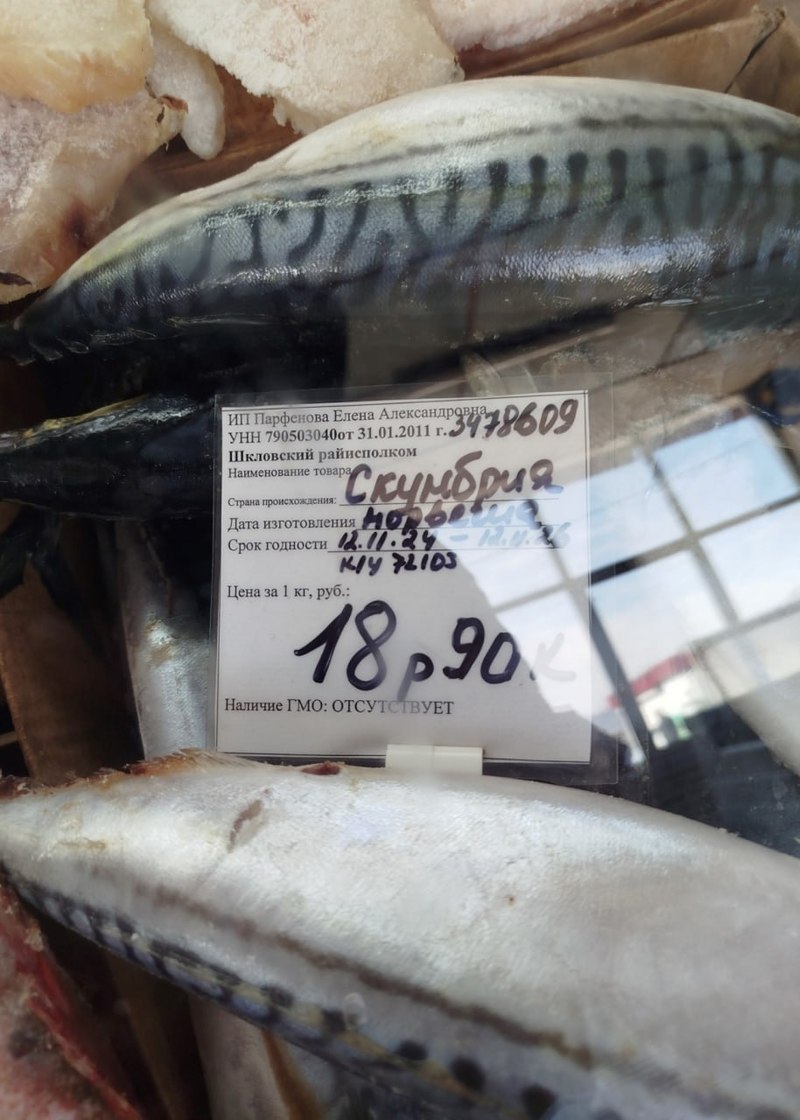 ИП Парфенова Елена Александровна
УНН 790503040от 31.01.2011 г. 3478609
Шкловский райисполком
Наименование товара
Скумбрия
Страна происхождения:
Дата изготовления Норвегия
Срок годности 12.11.24 - 12.11.26
Цена за 1 кг, руб.:
18р90к
Наличие ГМО: ОТСУТСТВУЕТ